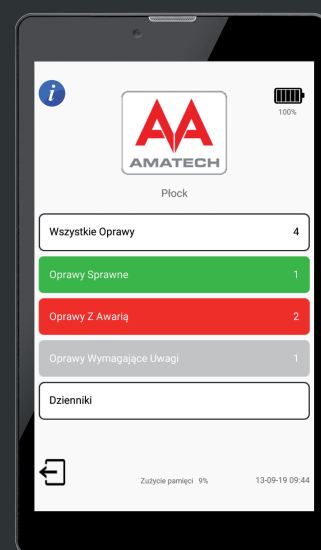 i
100%
AA
AMATECH
Płock
Wszystkie Oprawy 4
Oprawy Sprawne 1
Oprawy Z Awarią 2
Oprawy Wymagające Uwagi 1
Dzienniki
Zużycie pamięci 9% 13-09-19 09:44